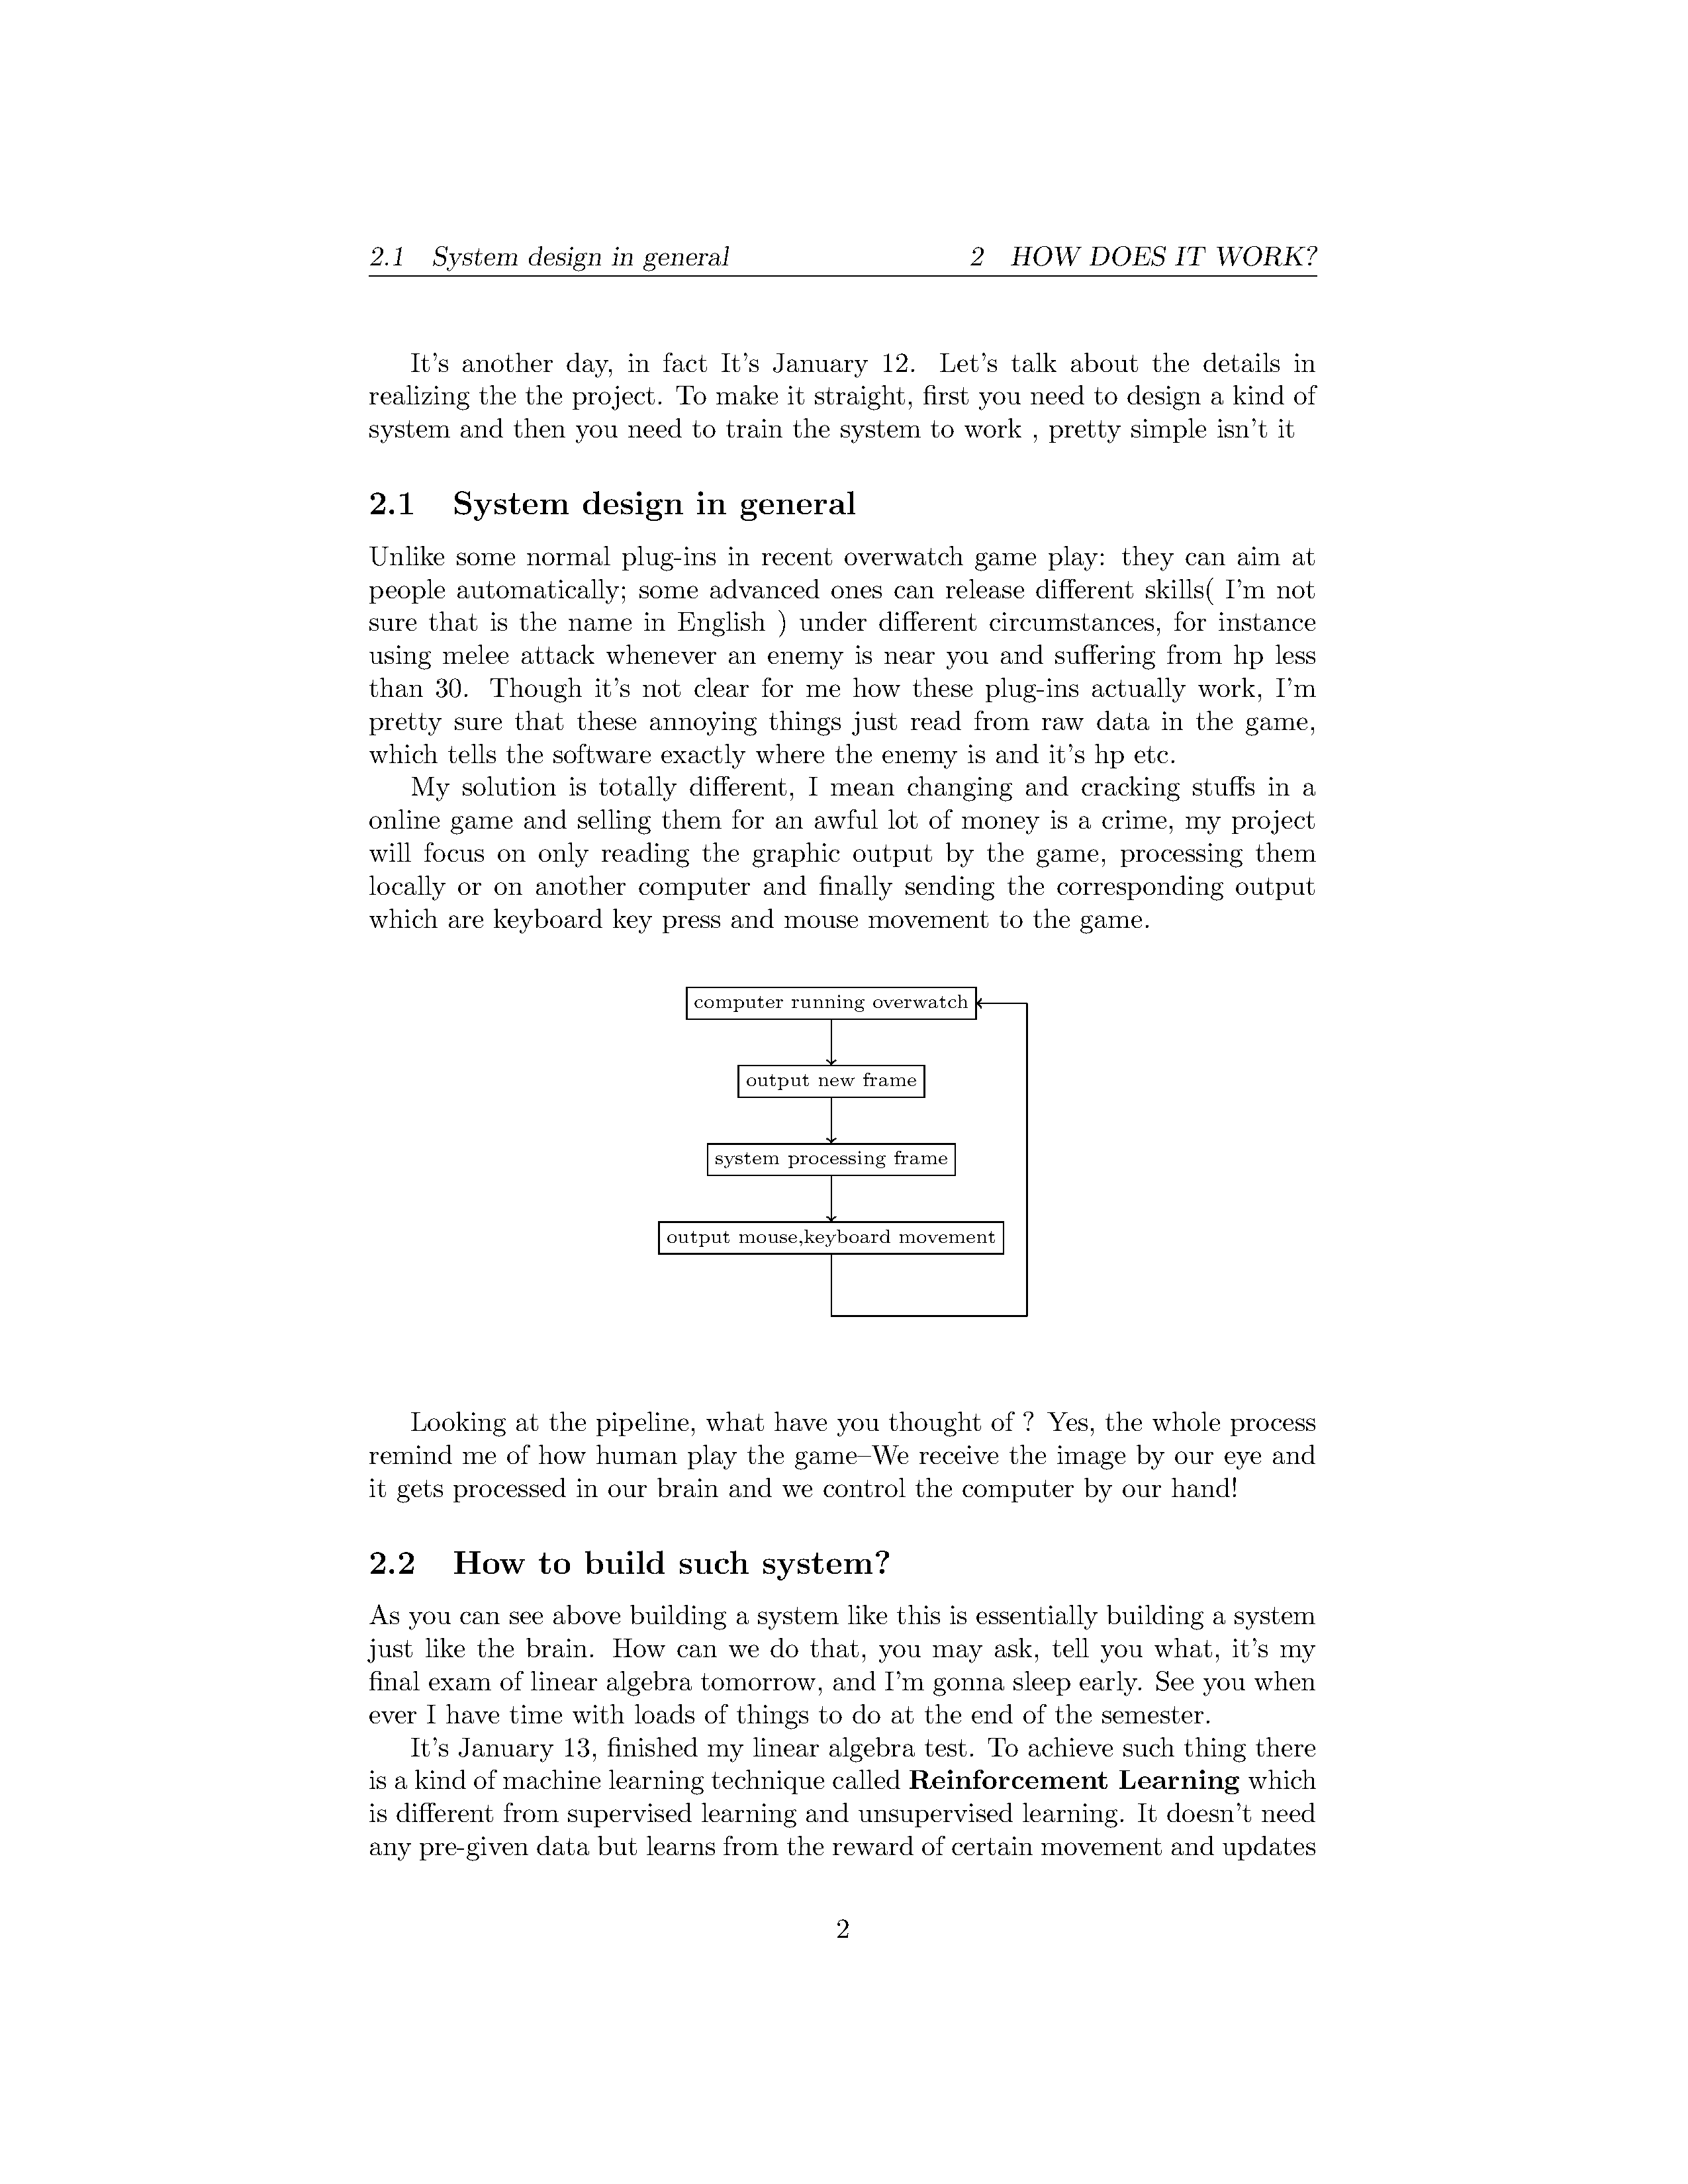 2.1 System design in general 2 HOW DOES IT WORK?
It's another day, in fact It's January 12. Let's talk about the details in
realizing the the project. To make it straight, first you need to design a kind of
system and then you need to train the system to work , pretty simple isn't it
2.1 System design in general
Unlike some normal plug-ins in recent overwatch game play: they can aim at
people automatically; some advanced ones can release different skills( I'm not
sure that is the name in English ) under different circumstances, for instance
using melee attack whenever an enemy is near you and suffering from hp less
than 30. Though it's not clear for me how these plug-ins actually work, I'm
pretty sure that these annoying things just read from raw data in the game,
which tells the software exactly where the enemy is and it's hp etc.
My solution is totally different, I mean changing and cracking stuffs in a
online game and selling them for an awful lot of money is a crime, my project
will focus on only reading the graphic output by the game, processing them
locally or on another computer and finally sending the corresponding output
which are keyboard key press and mouse movement to the game.
computer running overwatch
output new frame
system processing frame
output mouse,keyboard movement
Looking at the pipeline, what have you thought of ? Yes, the whole process
remind me of how human play the game–We receive the image by our eye and
it gets processed in our brain and we control the computer by our hand!
2.2 How to build such system?
As you can see above building a system like this is essentially building a system
just like the brain. How can we do that, you may ask, tell you what, it's my
final exam of linear algebra tomorrow, and I'm gonna sleep early. See you when
ever I have time with loads of things to do at the end of the semester.
It's January 13, finished my linear algebra test. To achieve such thing there
is a kind of machine learning technique called Reinforcement Learning which
is different from supervised learning and unsupervised learning. It doesn't need
any pre-given data but learns from the reward of certain movement and updates
2